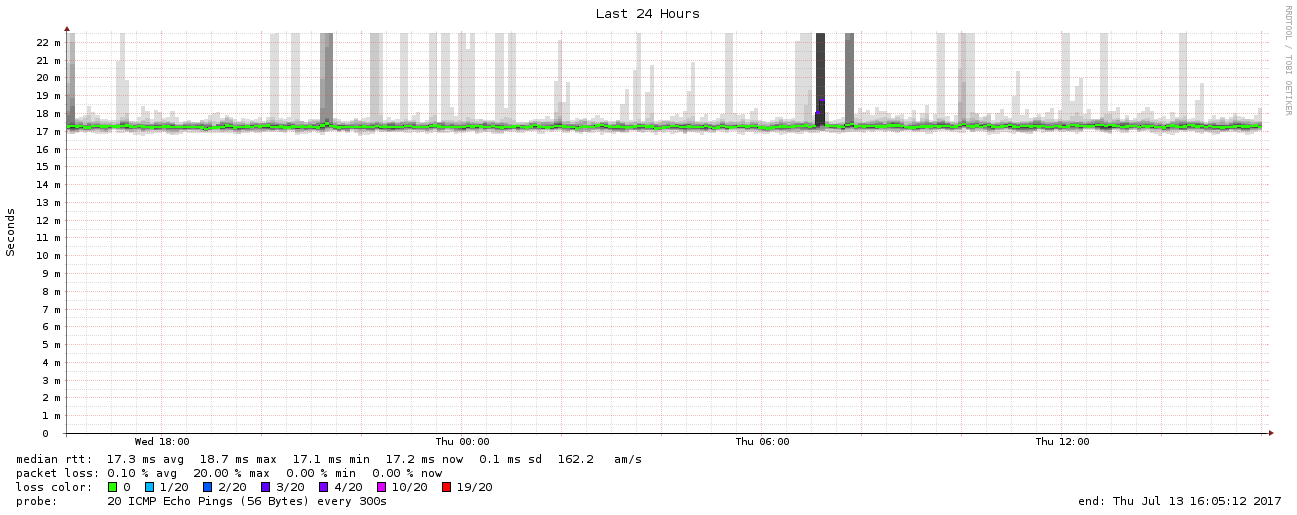 Last 24 Hours
RRDTOOL / TOBI OETIKER
Seconds
22 m
21 m
20 m
19 m
18 m
17 m
16 m
15 m
14 m
13 m
12 m
11 m
10 m
9 m
8 m
7 m
6 m
5 m
4 m
3 m
2 m
1 m
0
Wed 18:00 Thu 00:00 Thu 06:00 Thu 12:00
median rtt: 17.3 ms avg 18.7 ms max 17.1 ms min 17.2 ms now 0.1 ms sd 162.2 am/s
packet loss: 0.10 % avg 20.00 % max 0.00 % min 0.00 % now
loss color: 0 1/20 2/20 3/20 4/20 10/20 19/20
probe: 20 ICMP Echo Pings (56 Bytes) every 300s end: Thu Jul 13 16:05:12 2017